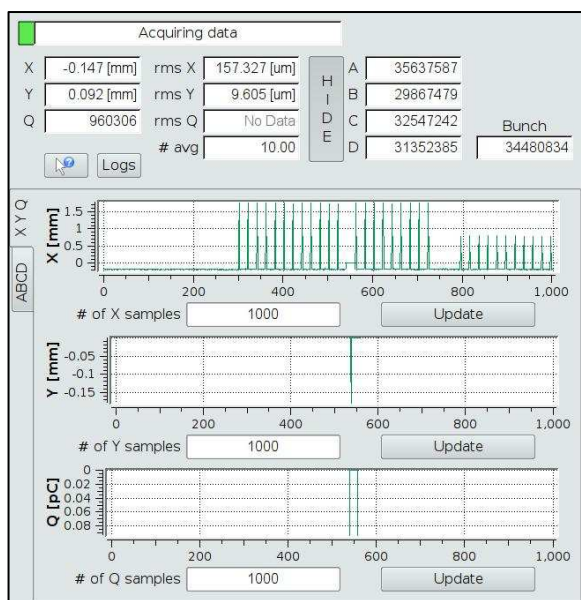 Acquiring data
X -0.147 [mm] rms X 157.327 [um] A 35637587
Y 0.092 [mm] rms Y 9.605 [um] B 29867479
Q 960306 rms Q No Data C 32547242 Bunch
# avg 10.00 D 31352385 34480834
HIDE
Logs
X Y Q
ABCD
X [mm]
1.5
1
0.5
0
0 200 400 600 800 1,000
# of X samples 1000 Update
Y [mm]
-0.05
-0.1
-0.15
0 200 400 600 800 1,000
# of Y samples 1000 Update
Q [pC]
0
0.02
0.04
0.06
0.08
0 200 400 600 800 1,000
# of Q samples 1000 Update